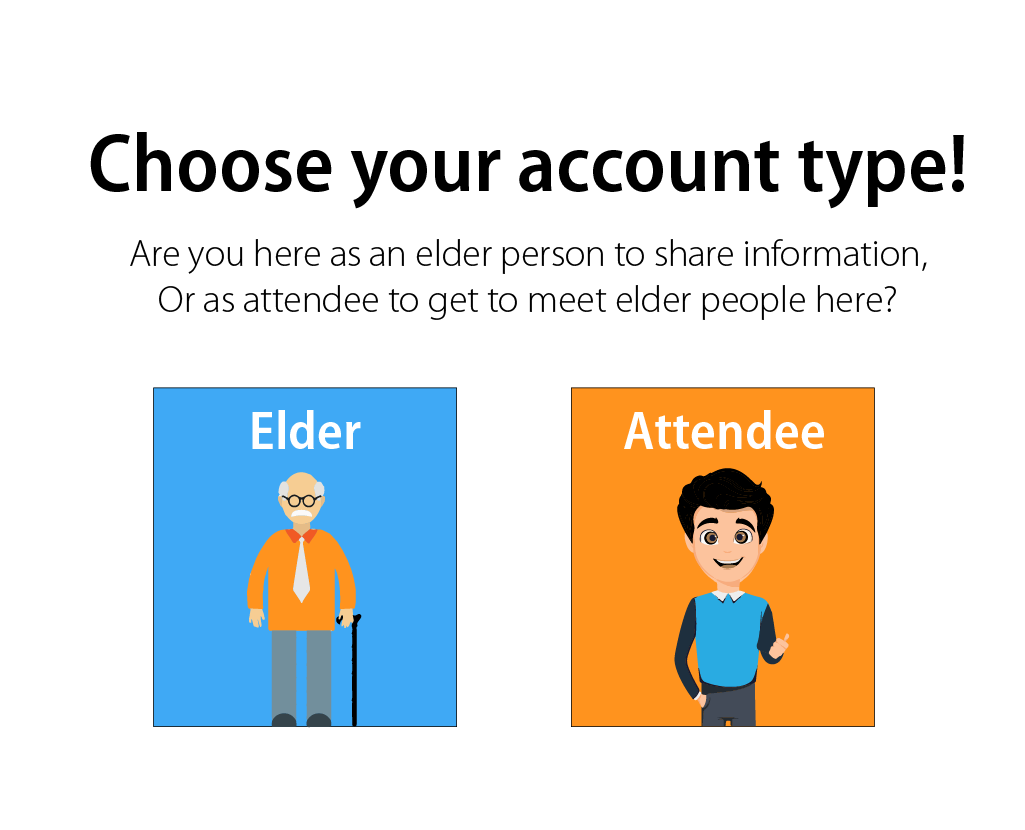 Choose your account type!
Are you here as an elder person to share information,
Or as attendee to get to meet elder people here?
Elder
Attendee